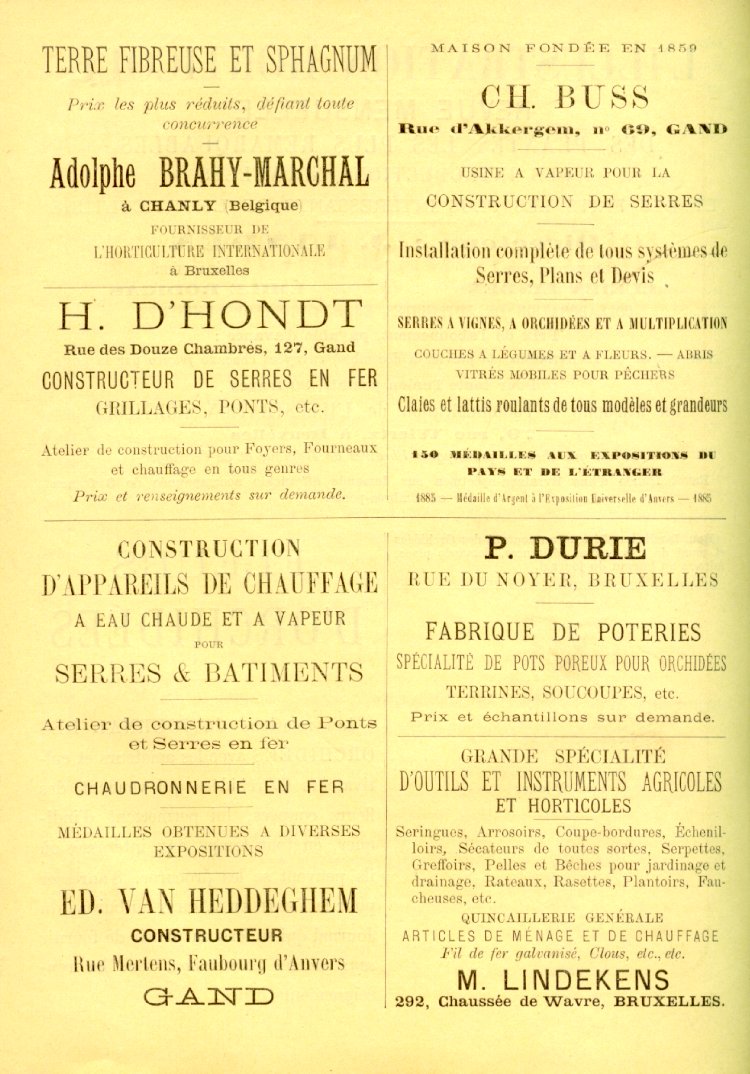 TERRE FIBREUSE ET SPHAGNUM
Prix les plus réduits, défiant toute
concurrence
Adolphe BRAHY-MARCHAL
à CHANLY (Belgique)
FOURNISSEUR DE
L'HORTICULTURE INTERNATIONALE
à Bruxelles
H. D'HONDT
Rue des Douze Chambres, 127, Gand
CONSTRUCTEUR DE SERRES EN FER
GRILLAGES, PONTS, etc.
Atelier de construction pour Foyers, Fourneaux
et chauffage en tous genres
Prix et renseignements sur demande.
MAISON FONDÉE EN 1859
CH. BUSS
Rue d'Akkergem, n° 69, GAND
USINE A VAPEUR POUR LA
CONSTRUCTION DE SERRES
Installation complète de tous systèmes de
Serres, Plans et Devis
SERRES A VIGNES, A ORCHIDÉES ET A MULTIPLICATION
COUCHES A LÉGUMES ET A FLEURS. — ABRIS
VITRÉS MOBILES POUR PÊCHERS
Claies et lattis roulants de tous modèles et grandeurs
150 MÉDAILLES AUX EXPOSITIONS DU
PAYS ET DE L'ÉTRANGER
1885 — Médaille d'Argent à l'Exposition Universelle d'Anvers — 1885
CONSTRUCTION
D'APPAREILS DE CHAUFFAGE
A EAU CHAUDE ET A VAPEUR
POUR
SERRES & BATIMENTS
Atelier de construction de Ponts
et Serres en fer
CHAUDRONNERIE EN FER
MÉDAILLES OBTENUES A DIVERSES
EXPOSITIONS
ED. VAN HEDDEGHEM
CONSTRUCTEUR
Rue Mertens, Faubourg d'Anvers
GAND
P. DURIE
RUE DU NOYER, BRUXELLES
FABRIQUE DE POTERIES
SPÉCIALITÉ DE POTS POREUX POUR ORCHIDÉES
TERRINES, SOUCOUPES, etc.
Prix et échantillons sur demande.
GRANDE SPÉCIALITÉ
D'OUTILS ET INSTRUMENTS AGRICOLES
ET HORTICOLES
Seringues, Arrosoirs, Coupe-bordures, Échenil-
loirs, Sécateurs de toutes sortes, Serpettes,
Greffoirs, Pelles et Bêches pour jardinage et
drainage, Rateaux, Rasettes, Plantoirs, Fau-
cheuses, etc.
QUINCAILLERIE GENÉRALE
ARTICLES DE MÉNAGE ET DE CHAUFFAGE
Fil de fer galvanisé, Clous, etc., etc.
M. LINDEKENS
292, Chaussée de Wavre, BRUXELLES.